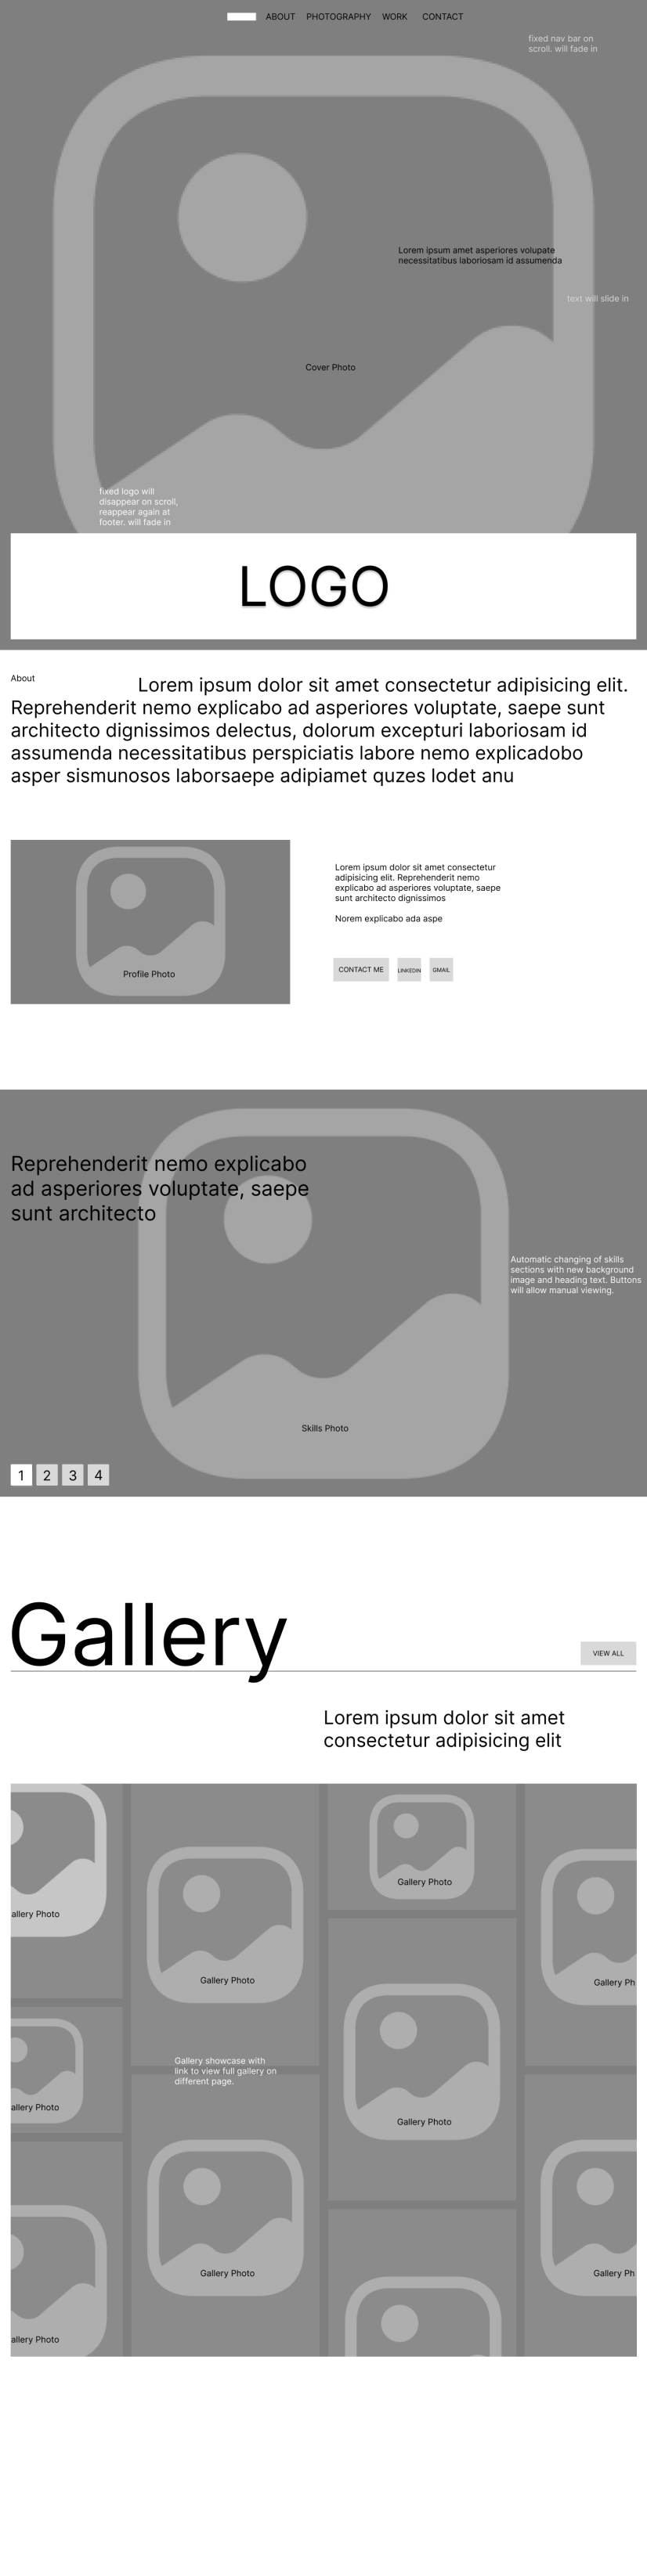 ABOUT PHOTOGRAPHY WORK CONTACT
fixed nav bar on
scroll. will fade in
Lorem ipsum amet asperiores volupate
necessitatibus laboriosam id assumenda
text will slide in
Cover Photo
fixed logo will
disappear on scroll,
reappear again at
footer. will fade in
LOGO
About
Lorem ipsum dolor sit amet consectetur adipisicing elit.
Reprehenderit nemo explicabo ad asperiores voluptate, saepe sunt
architecto dignissimos delectus, dolorum excepturi laboriosam id
assumenda necessitatibus perspiciatis labore nemo explicadobo
asper sismunosos laborsaepe adipiamet quzes lodet anu
Profile Photo
Lorem ipsum dolor sit amet consectetur
adipisicing elit. Reprehenderit nemo
explicabo ad asperiores voluptate, saepe
sunt architecto dignissimos
Norem explicabo ada aspe
CONTACT ME LINKEDIN GMAIL
Reprehenderit nemo explicabo
ad asperiores voluptate, saepe
sunt architecto
Automatic changing of skills
sections with new background
image and heading text. Buttons
will allow manual viewing.
Skills Photo
1 2 3 4
Gallery
VIEW ALL
Lorem ipsum dolor sit amet
consectetur adipisicing elit
Gallery Photo
allery Photo
Gallery Photo
Gallery Ph
Gallery showcase with
link to view full gallery on
different page.
allery Photo
Gallery Photo
Gallery Photo
Gallery Ph
allery Photo